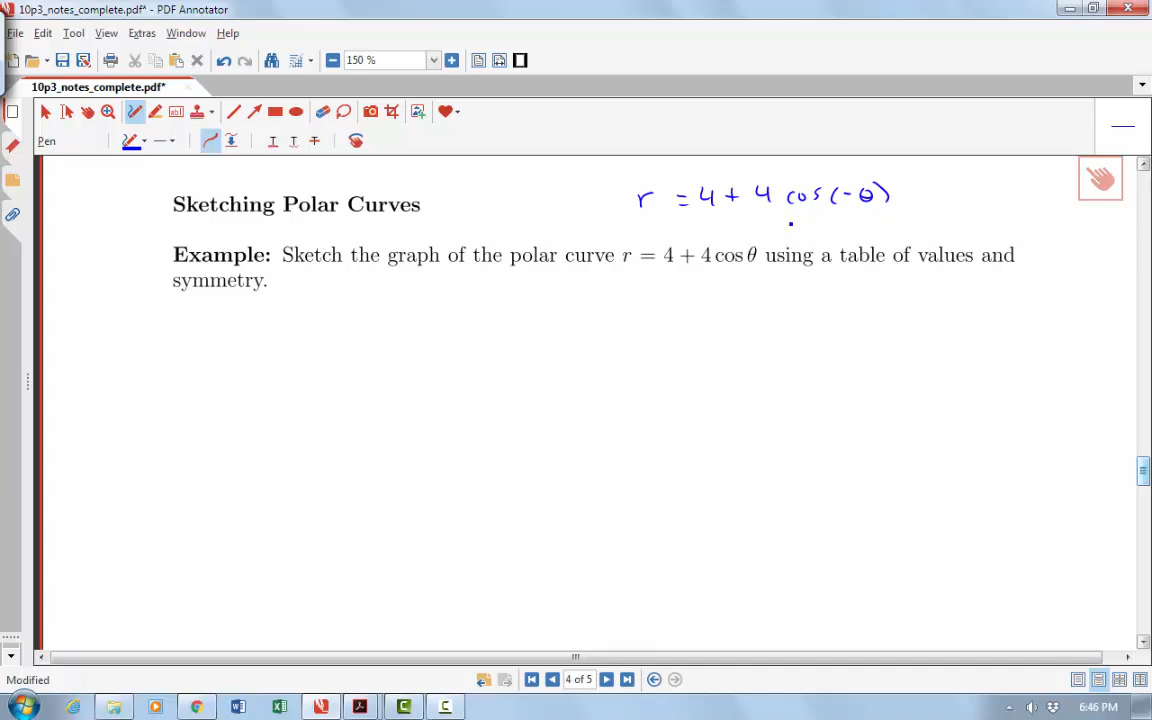 10p3_notes_complete.pdf* - PDF Annotator
File Edit Tool View Extras Window Help
150 %
10p3_notes_complete.pdf*
Pen
r = 4 + 4 cos(-θ)
Sketching Polar Curves
Example: Sketch the graph of the polar curve r = 4 + 4 cos θ using a table of values and
symmetry.
Modified
4 of 5
6:46 PM